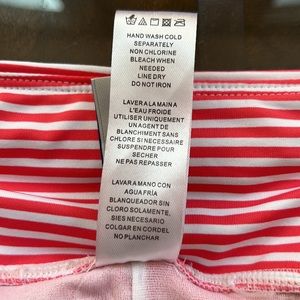 HAND WASH COLD
SEPARATELY
NON CHLORINE
BLEACH WHEN
NEEDED
LINE DRY
DO NOT IRON
LAVER A LA MAIN A
L'EAU FROIDE
UTILISER UNIQUEMENT
UN AGENT DE
BLANCHIMENT SANS
CHLORE SI NECESSAIRE
SUSPENDRE POUR
SECHER
NE PAS REPASSER
LAVAR A MANO CON
AGUA FRÍA
BLANQUEADOR SIN
CLORO SOLAMENTE,
SIES NECESARIO
COLGAR EN CORDEL
NO PLANCHAR